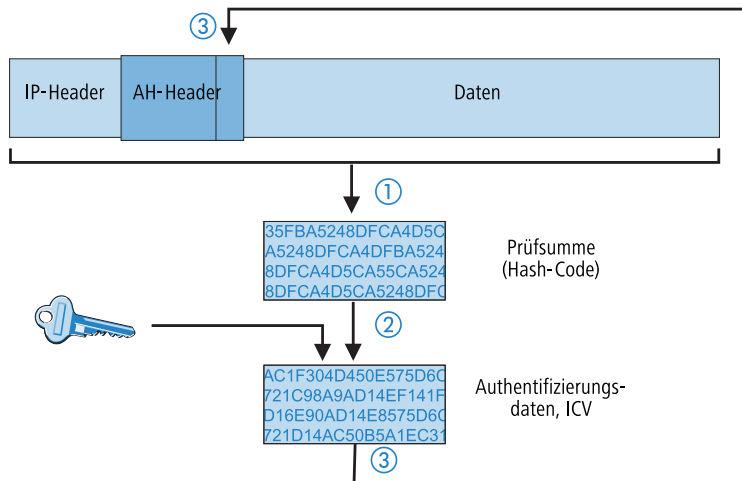 ③
IP-Header
AH-Header
Daten
①
35FBA5248DFCA4D5C
A5248DFCA4DFBA524
8DFCA4D5CA55CA524
8DFCA4D5CA5248DFC
Prüfsumme
(Hash-Code)
②
AC1F304D450E575D6C
721C98A9AD14EF141F
D16E90AD14E8575D6C
721D14AC50B5A1EC31
Authentifizierungs-
daten, ICV
③